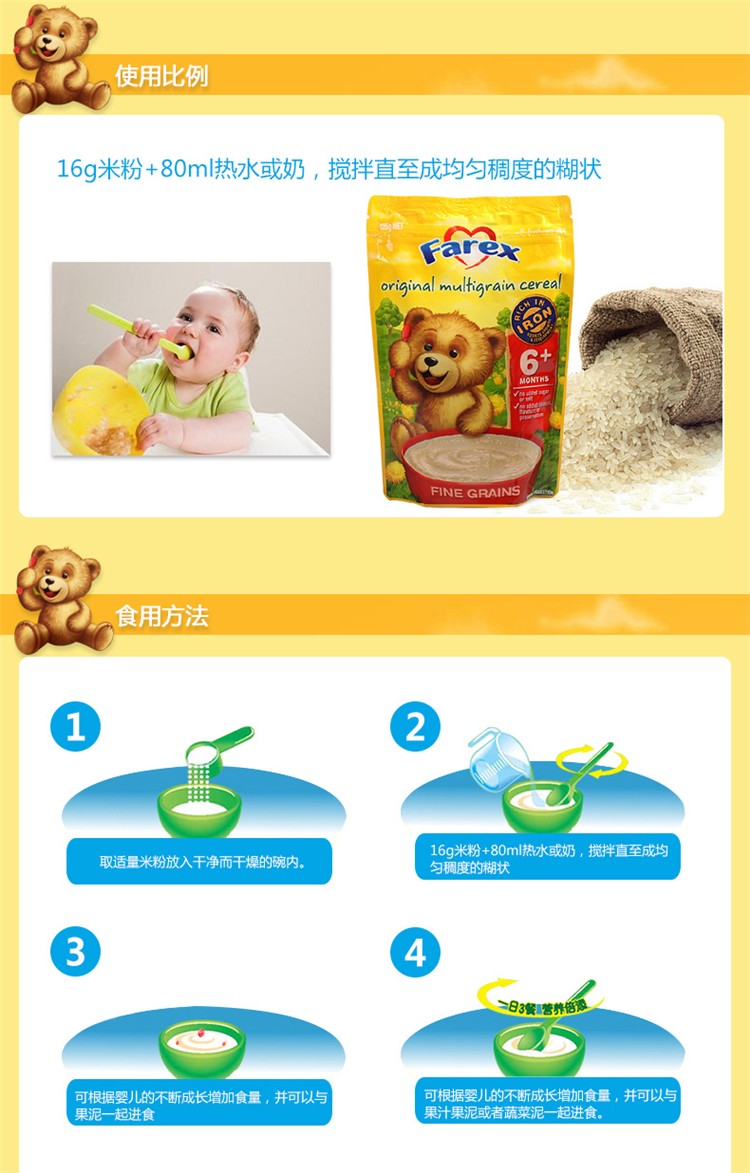 使用比例
16g米粉+80ml热水或奶，搅拌直至成均匀稠度的糊状
125g NET
Farex
original multigrain cereal
RICH IN
IRON
6+
MONTHS
no added sugar
or salt
FINE GRAINS
食用方法
1
取适量米粉放入干净而干燥的碗内。
2
16g米粉+80ml热水或奶，搅拌直至成均
匀稠度的糊状
3
可根据婴儿的不断成长增加食量，并可以与
果泥一起进食
4
一日3餐 营养倍添
可根据婴儿的不断成长增加食量，并可以与
果汁果泥或者蔬菜泥一起进食。